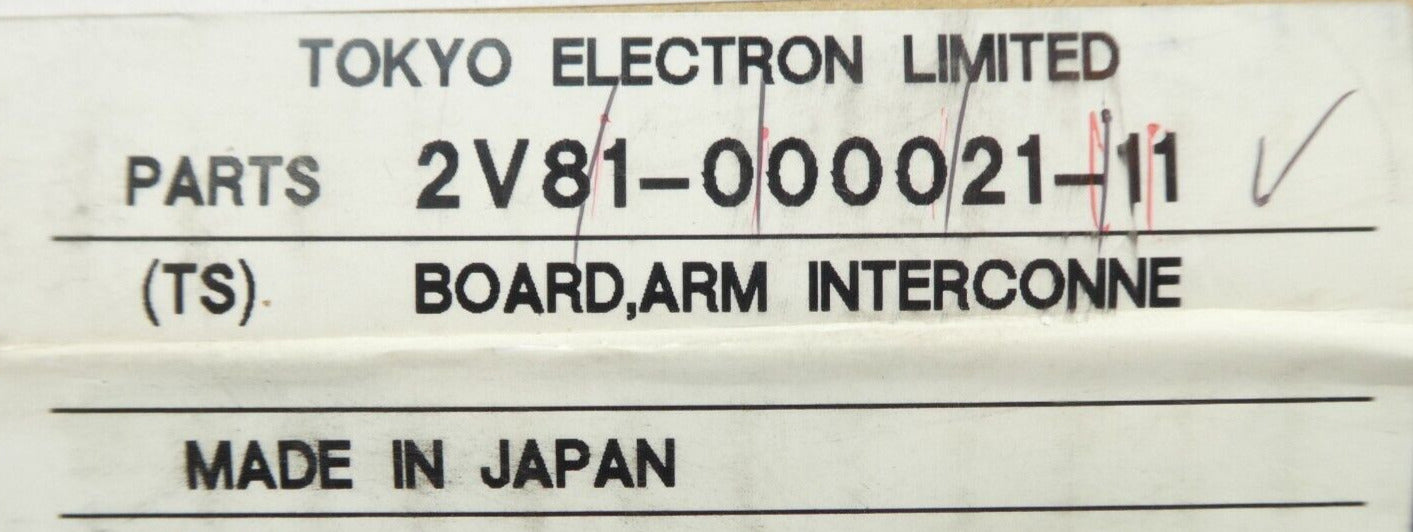 TOKYO ELECTRON LIMITED
PARTS 2V81-000021-11
(TS) BOARD,ARM INTERCONNE
MADE IN JAPAN